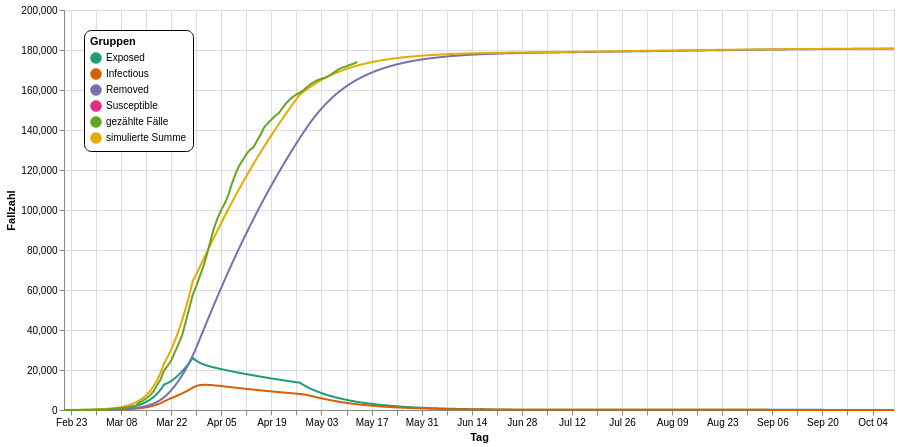 200,000
180,000
160,000
140,000
120,000
100,000
80,000
60,000
40,000
20,000
0
Fallzahl
Gruppen
Exposed
Infectious
Removed
Susceptible
gezählte Fälle
simulierte Summe
Feb 23 Mar 08 Mar 22 Apr 05 Apr 19 May 03 May 17 May 31 Jun 14 Jun 28 Jul 12 Jul 26 Aug 09 Aug 23 Sep 06 Sep 20 Oct 04
Tag